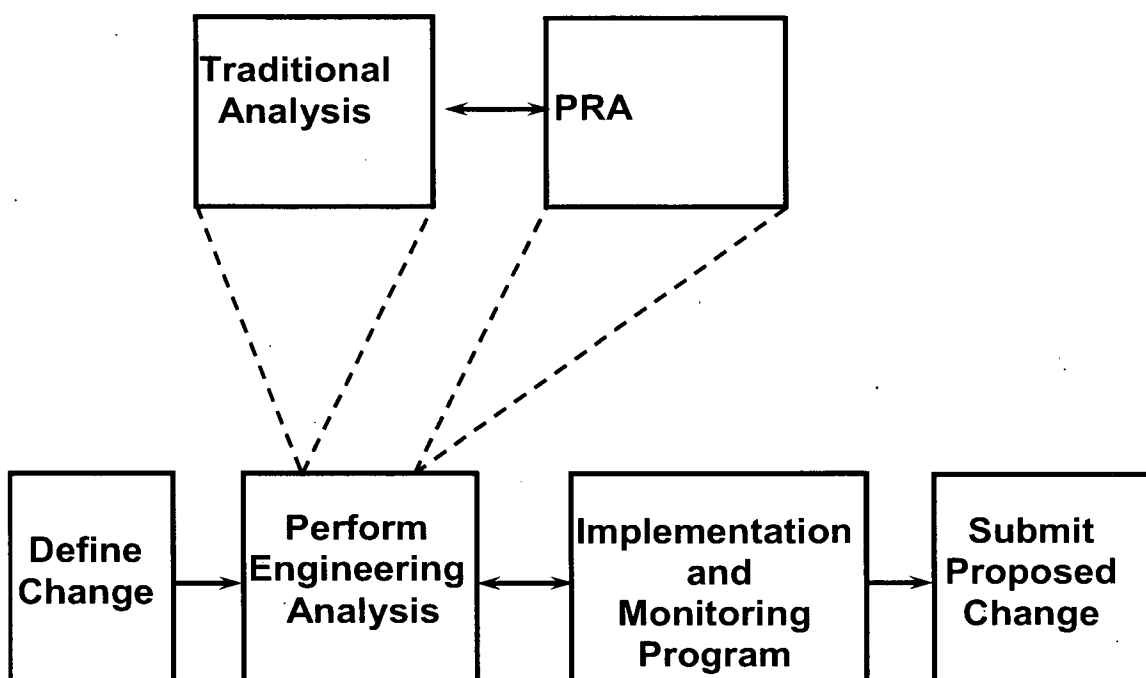 Traditional
Analysis
PRA
Define
Change
Perform
Engineering
Analysis
Implementation
and
Monitoring
Program
Submit
Proposed
Change